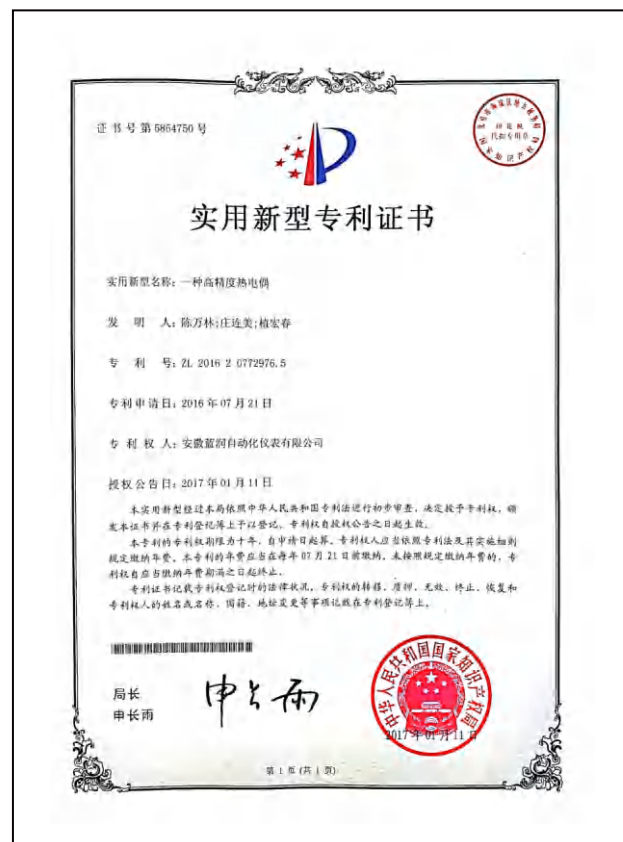 证书号第5864750号
实用新型专利证书
实用新型名称：一种高精度热电偶
发 明 人：陈万林;庄连美;植宏春
专 利 号：ZL 2016 2 0772976.5
专利申请日：2016年07月21日
专 利 权 人：安徽蓝润自动化仪表有限公司
授权公告日：2017年01月11日
本实用新型经过本局依照中华人民共和国专利法进行初步审查，决定授予专利权，颁
发本证书并在专利登记簿上予以登记。专利权自授权公告之日起生效。
本专利的专利权期限为十年，自申请日起算。专利权人应当依照专利法及其实施细则
规定缴纳年费。本专利的年费应当在每年07月21日前缴纳。未按照规定缴纳年费的，专
利权自应当缴纳年费期满之日起终止。
专利证书记载专利权登记时的法律状况。专利权的转移、质押、无效、终止、恢复和
专利权人的姓名或名称、国籍、地址变更等事项记载在专利登记簿上。
局长
申长雨
申长雨
中华人民共和国国家知识产权局
2017年01月11日
第 1 页 (共 1 页)